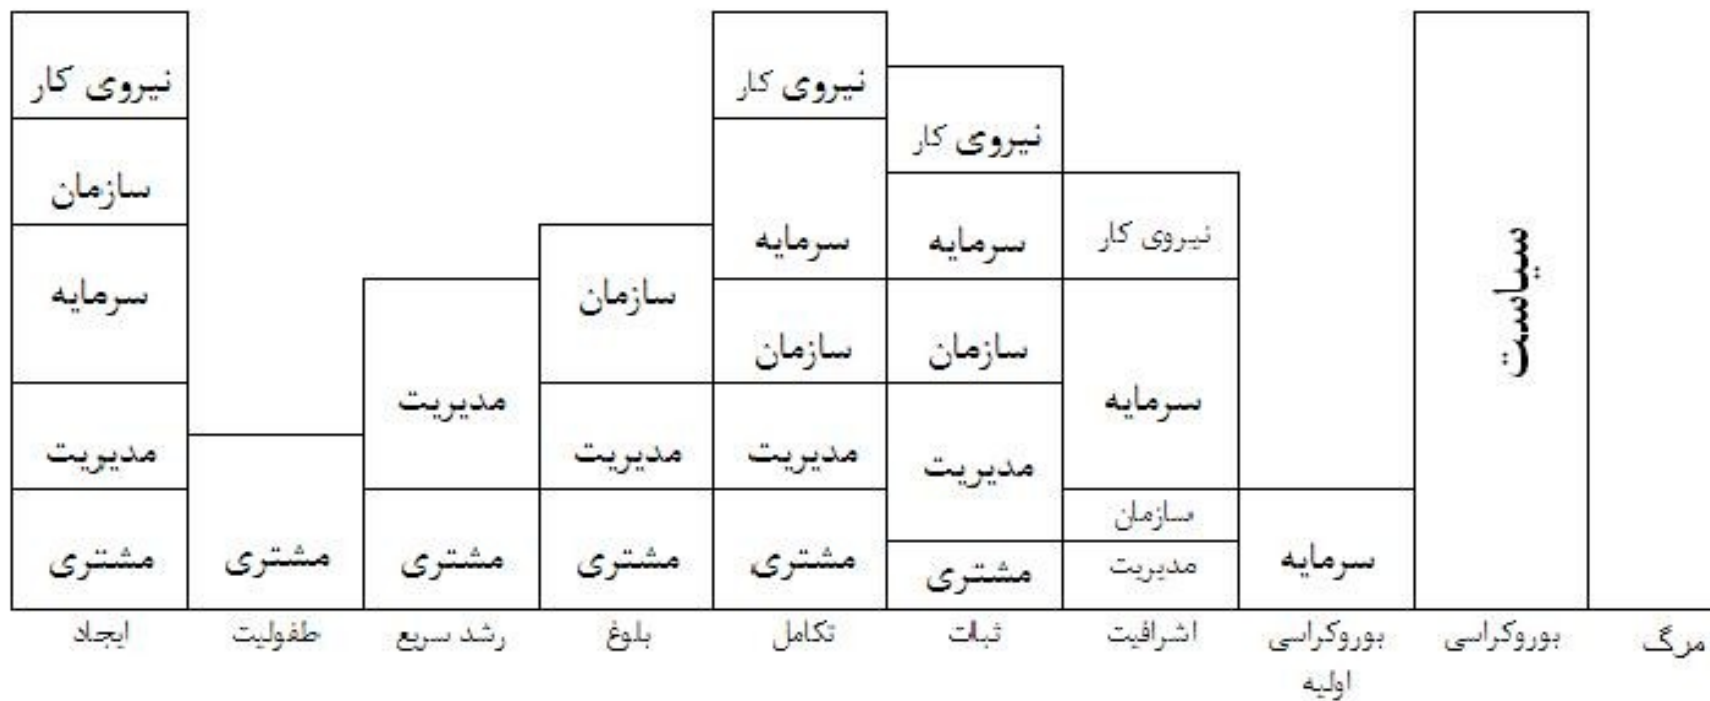 نیروی کار
سازمان
سرمایه
مدیریت
مشتری
ایجاد
مشتری
طفولیت
مدیریت
مشتری
رشد سریع
سازمان
مدیریت
مشتری
بلوغ
نیروی کار
سرمایه
سازمان
مدیریت
مشتری
تکامل
نیروی کار
سرمایه
سازمان
مدیریت
مشتری
ثبات
نیروی کار
سرمایه
سازمان
مدیریت
اشرافیت
سرمایه
بوروکراسی
اولیه
سیاست
بوروکراسی
مرگ